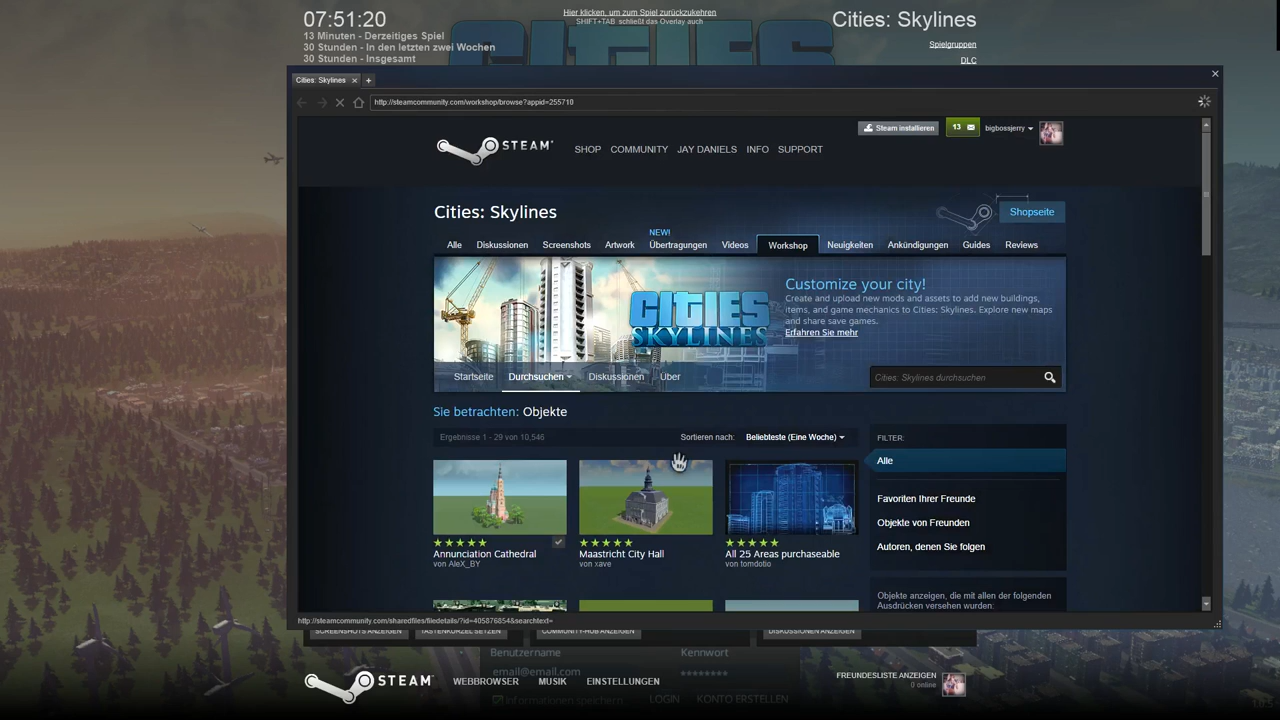 07:51:20
13 Minuten - Derzeitiges Spiel
30 Stunden - In den letzten zwei Wochen
30 Stunden - Insgesamt
Hier klicken, um zum Spiel zurückzukehren
SHIFT+TAB schließt das Overlay auch
Cities: Skylines
Spielgruppen
DLC
CITIES
Cities: Skylines
http://steamcommunity.com/workshop/browse?appid=255710
Steam installieren
13
bigbossjerry
STEAM
SHOP COMMUNITY JAY DANIELS INFO SUPPORT
Cities: Skylines
Shopseite
NEW!
Alle Diskussionen Screenshots Artwork Übertragungen Videos Workshop Neuigkeiten Ankündigungen Guides Reviews
CITIES
SKYLINES
Customize your city!
Create and upload new mods and assets to add new buildings,
items, and game mechanics to Cities: Skylines. Explore new maps
and share save games.
Erfahren Sie mehr
Startseite Durchsuchen Diskussionen Über
Cities: Skylines durchsuchen
Sie betrachten: Objekte
Ergebnisse 1 - 29 von 10,546
Sortieren nach: Beliebteste (Eine Woche)
FILTER:
Alle
Favoriten Ihrer Freunde
Objekte von Freunden
Autoren, denen Sie folgen
Annunciation Cathedral
von AleX_BY
Maastricht City Hall
von xave
All 25 Areas purchaseable
von tomdotio
Objekte anzeigen, die mit allen der folgenden
Ausdrücken versehen wurden:
http://steamcommunity.com/sharedfiles/filedetails/?id=405876854&searchtext=
SCREENSHOTS ANZEIGEN TASTENKÜRZEL SETZEN COMMUNITY-HUB ANZEIGEN DISKUSSIONEN ANZEIGEN
Benutzername Kennwort
email@email.com ********
STEAM
WEBBROWSER MUSIK EINSTELLUNGEN
FREUNDESLISTE ANZEIGEN
0 online
Informationen speichern LOGIN KONTO ERSTELLEN